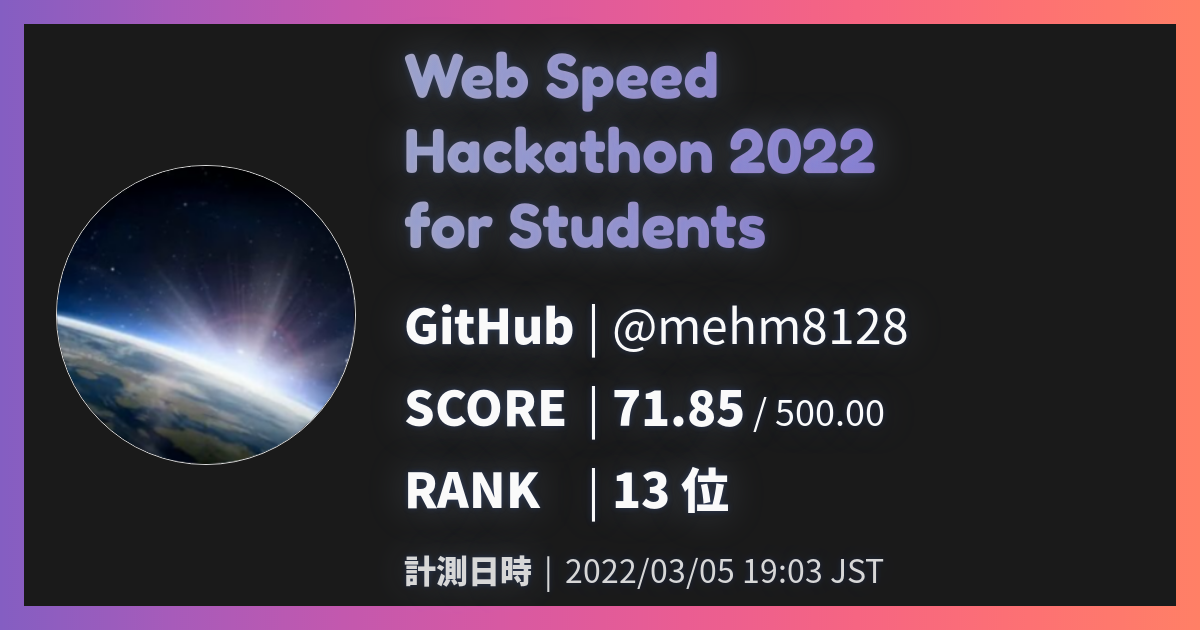 Web Speed
Hackathon 2022
for Students
GitHub | @mehm8128
SCORE | 71.85 / 500.00
RANK | 13 位
計測日時 | 2022/03/05 19:03 JST